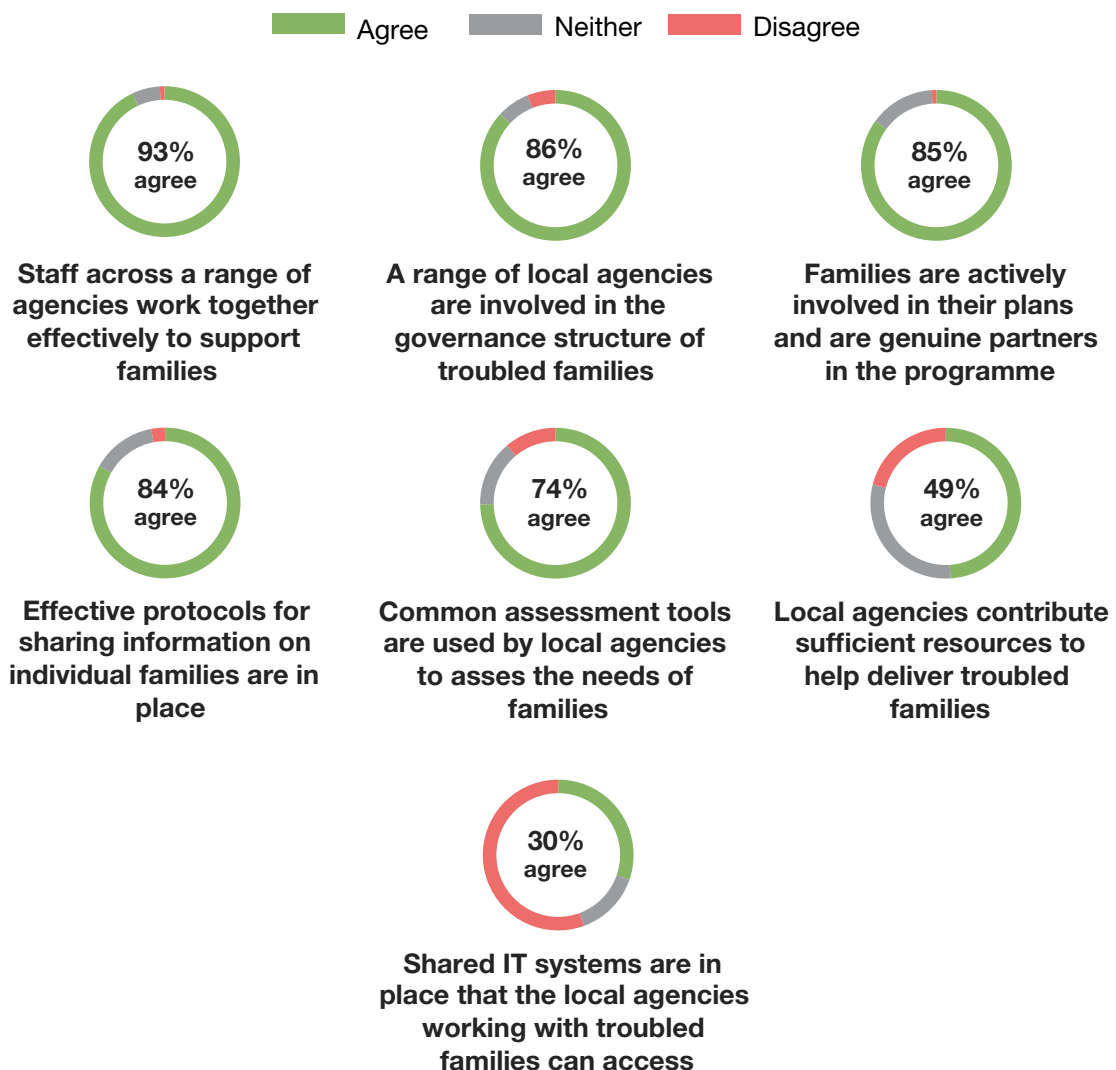 Agree Neither Disagree
93%
agree
86%
agree
85%
agree
Staff across a range of
agencies work together
effectively to support
families
A range of local agencies
are involved in the
governance structure of
troubled families
Families are actively
involved in their plans
and are genuine partners
in the programme
84%
agree
74%
agree
49%
agree
Effective protocols for
sharing information on
individual families are in
place
Common assessment tools
are used by local agencies
to asses the needs of
families
Local agencies contribute
sufficient resources to
help deliver troubled
families
30%
agree
Shared IT systems are in
place that the local agencies
working with troubled
families can access